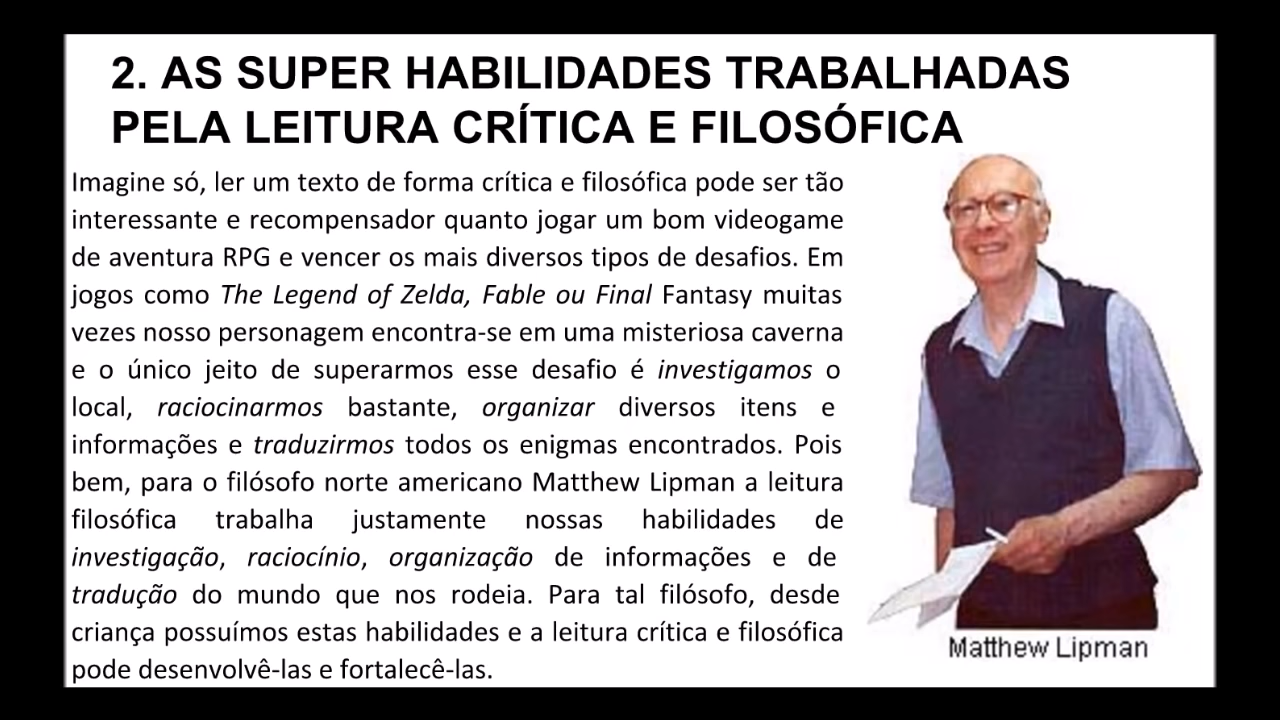 2. AS SUPER HABILIDADES TRABALHADAS
PELA LEITURA CRÍTICA E FILOSÓFICA
Imagine só, ler um texto de forma crítica e filosófica pode ser tão
interessante e recompensador quanto jogar um bom videogame
de aventura RPG e vencer os mais diversos tipos de desafios. Em
jogos como The Legend of Zelda, Fable ou Final Fantasy muitas
vezes nosso personagem encontra-se em uma misteriosa caverna
e o único jeito de superarmos esse desafio é investigamos o
local, raciocinarmos bastante, organizar diversos itens e
informações e traduzirmos todos os enigmas encontrados. Pois
bem, para o filósofo norte americano Matthew Lipman a leitura
filosófica trabalha justamente nossas habilidades de
investigação, raciocínio, organização de informações e de
tradução do mundo que nos rodeia. Para tal filósofo, desde
criança possuímos estas habilidades e a leitura crítica e filosófica
pode desenvolvê-las e fortalecê-las.
Matthew Lipman